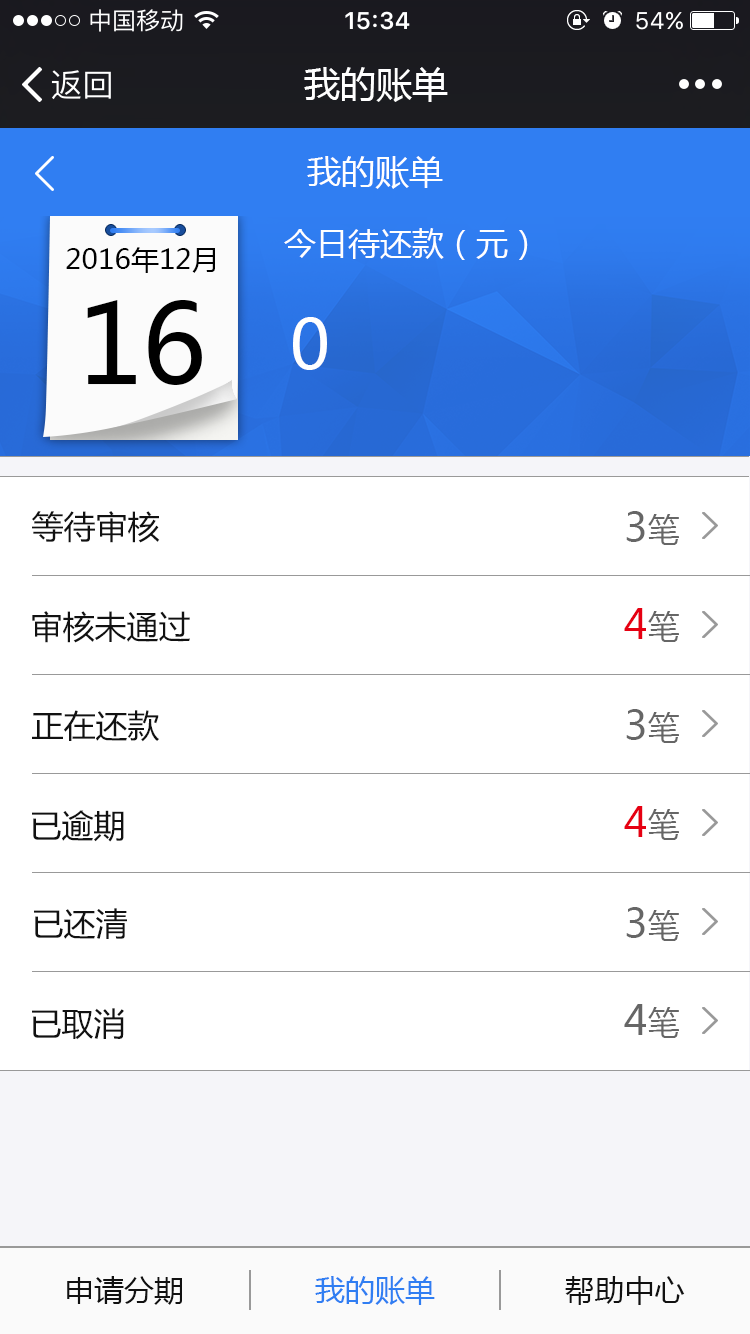 中国移动 15:34 54%
返回 我的账单
我的账单
2016年12月
16
今日待还款（元）
0
等待审核 3笔
审核未通过 4笔
正在还款 3笔
已逾期 4笔
已还清 3笔
已取消 4笔
申请分期 我的账单 帮助中心